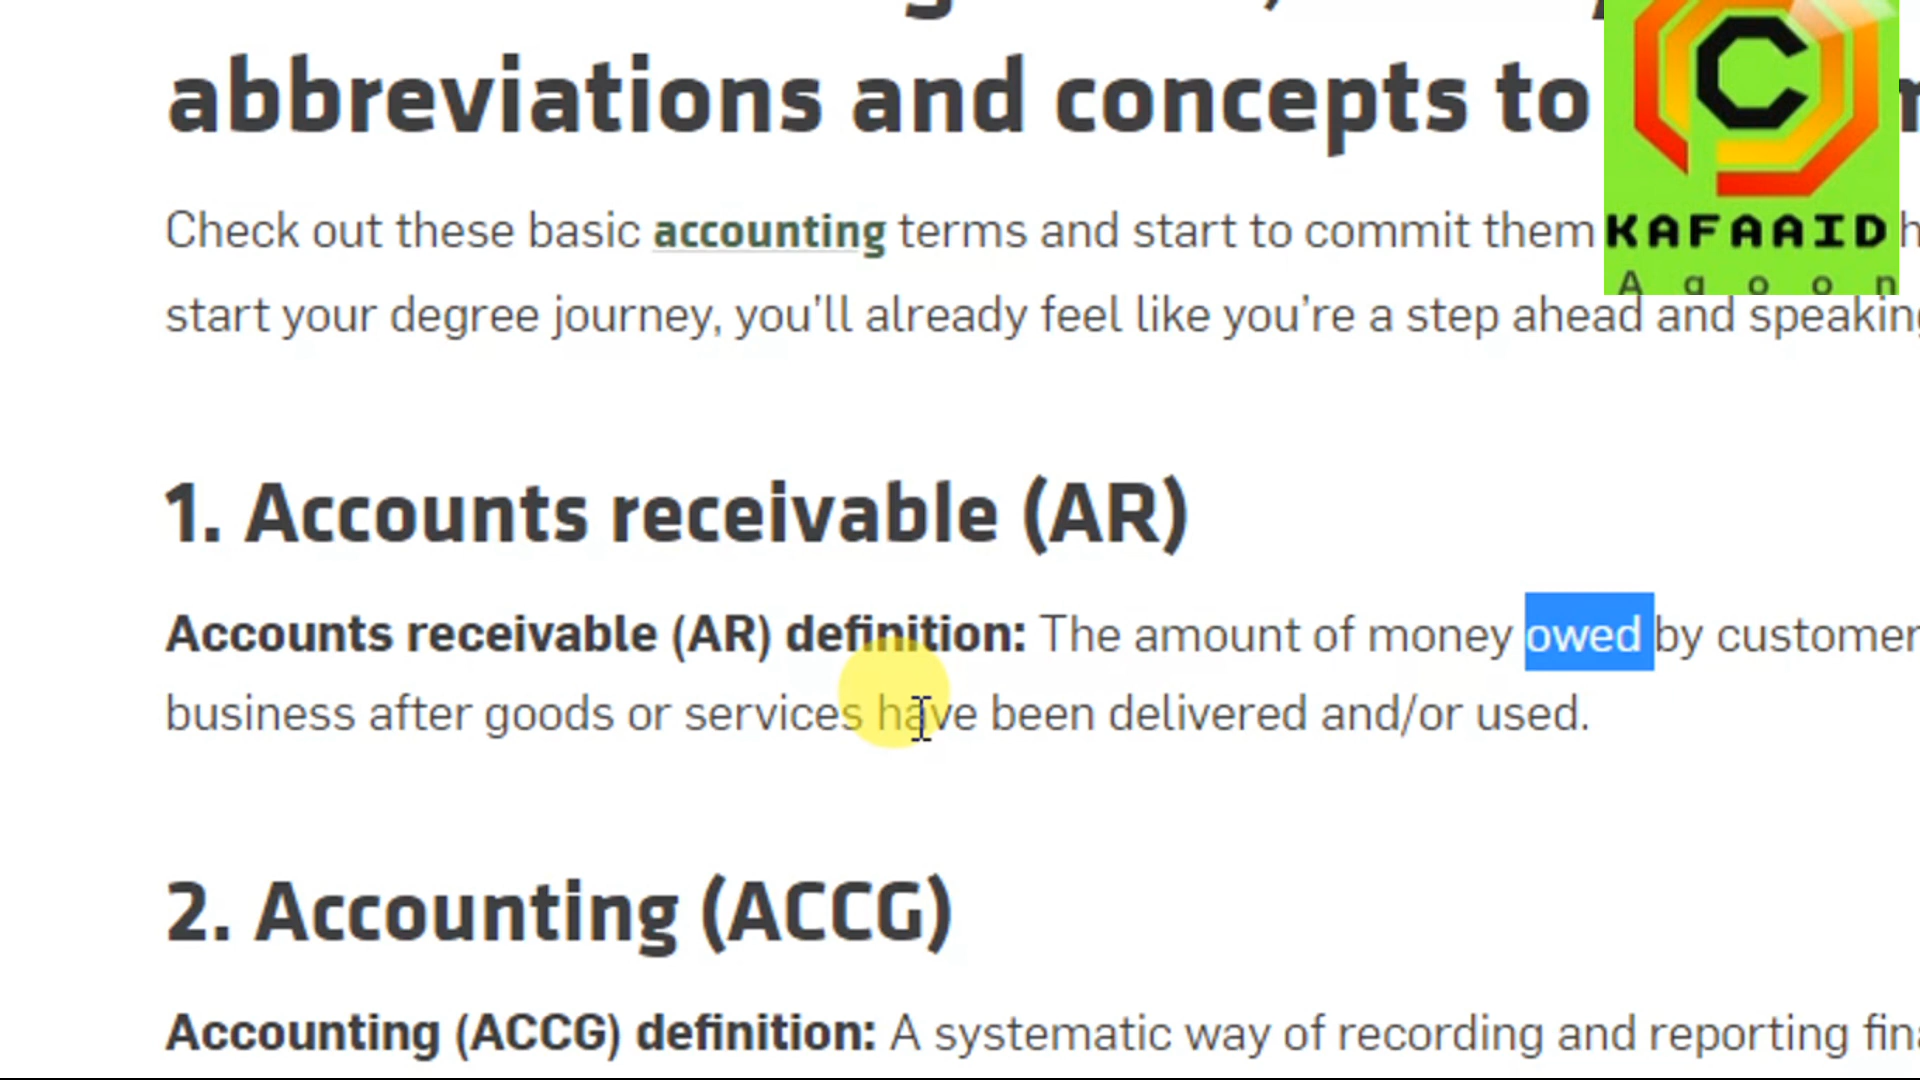 abbreviations and concepts to
Check out these basic accounting terms and start to commit them
start your degree journey, you'll already feel like you're a step ahead and speaking
KAFAAID
Aqoon
1. Accounts receivable (AR)
Accounts receivable (AR) definition: The amount of money owed by customer
business after goods or services have been delivered and/or used.
2. Accounting (ACCG)
Accounting (ACCG) definition: A systematic way of recording and reporting